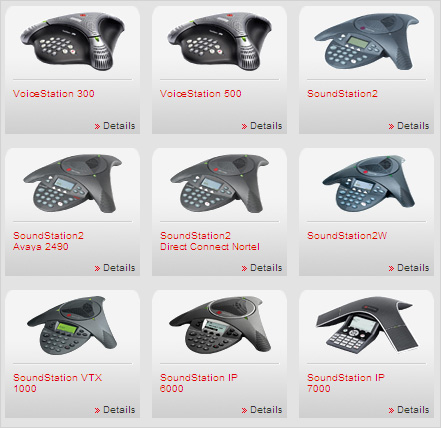 VoiceStation 300
VoiceStation 500
SoundStation2
» Details
» Details
» Details
SoundStation2
Avaya 2490
SoundStation2
Direct Connect Nortel
SoundStation2W
» Details
» Details
» Details
SoundStation VTX
1000
SoundStation IP
6000
SoundStation IP
7000
» Details
» Details
» Details